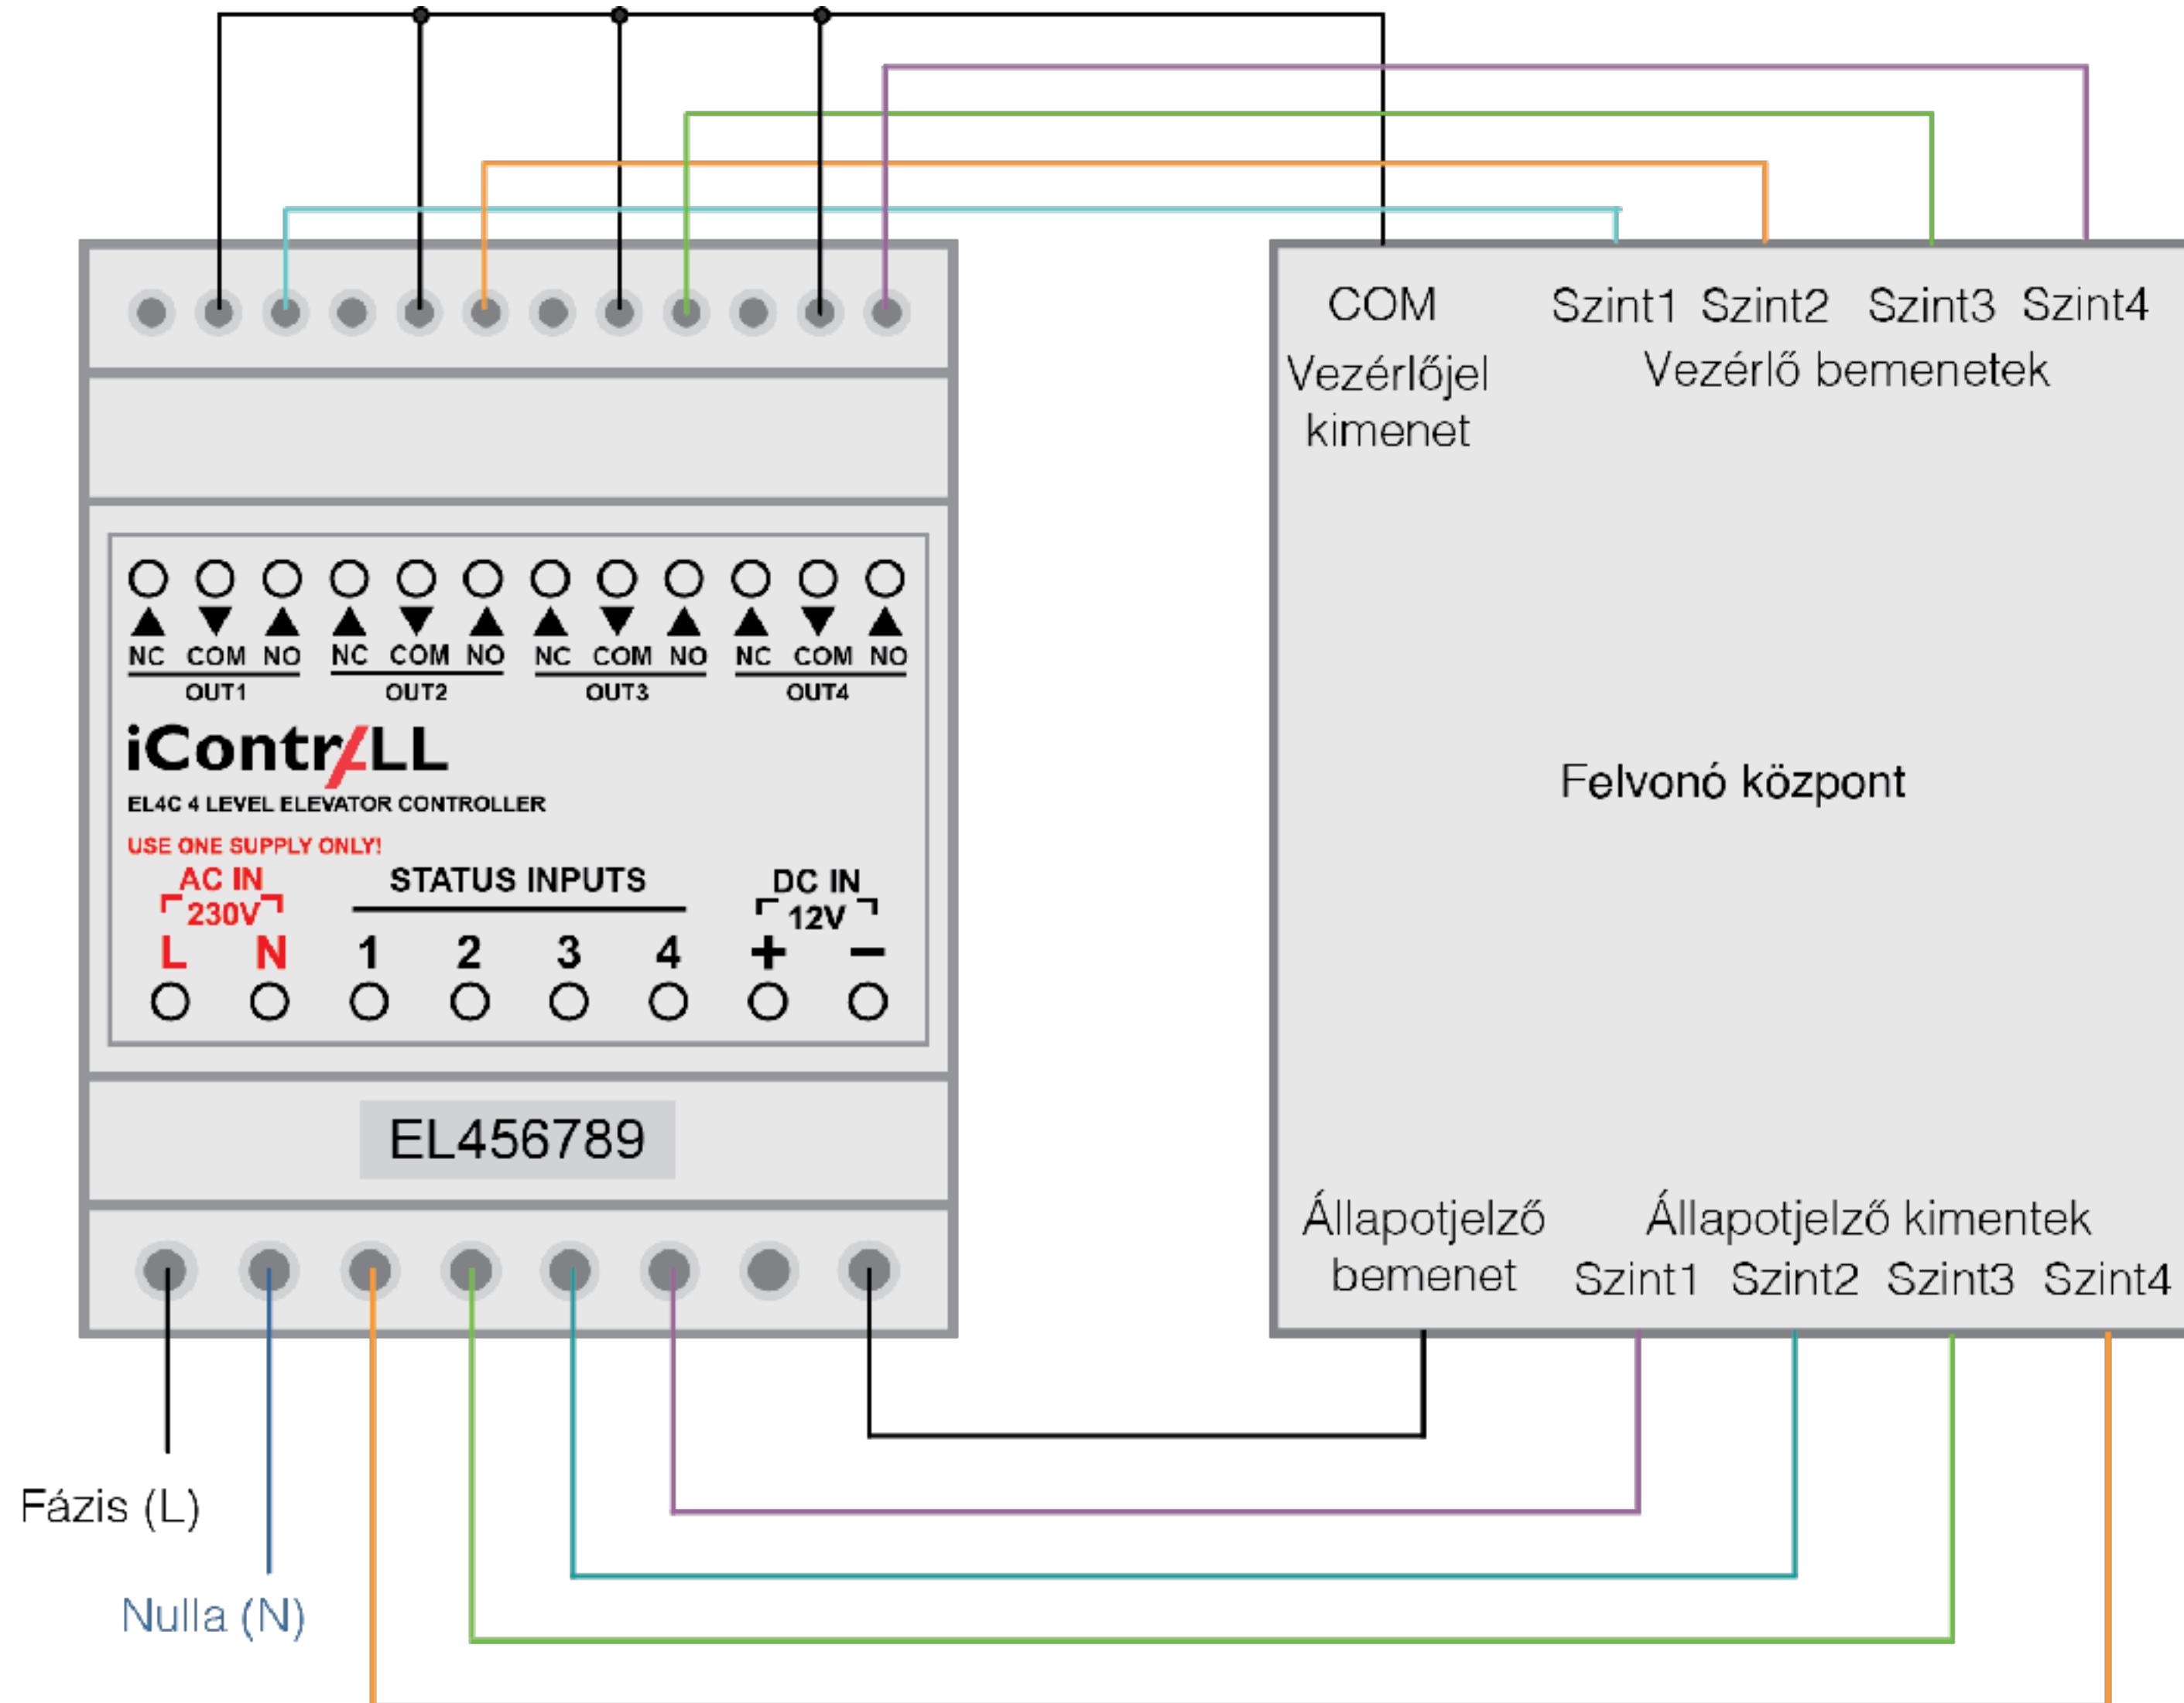 COM Szint1 Szint2 Szint3 Szint4
Vezérlőjel
kimenet
Vezérlő bemenetek
NC COM NO NC COM NO NC COM NO NC COM NO
OUT1 OUT2 OUT3 OUT4
iContrALL
EL4C 4 LEVEL ELEVATOR CONTROLLER
USE ONE SUPPLY ONLY!
AC IN
230V
L N
STATUS INPUTS
1 2 3 4
DC IN
12V
+ −
Felvonó központ
EL456789
Állapotjelző
bemenet
Állapotjelző kimentek
Szint1 Szint2 Szint3 Szint4
Fázis (L)
Nulla (N)